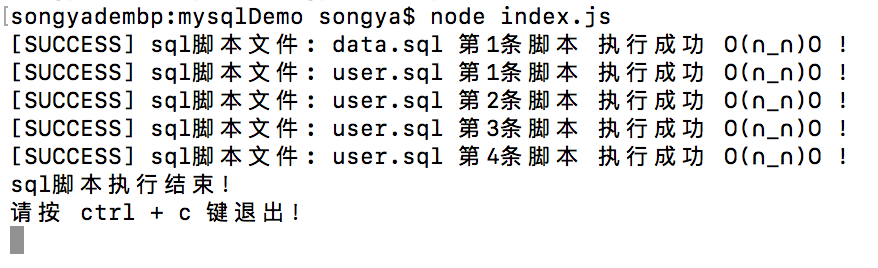 [songyadembp:mysqlDemo songya$ node index.js
[SUCCESS] sql脚本文件: data.sql 第1条脚本 执行成功 O(∩_∩)O !
[SUCCESS] sql脚本文件: user.sql 第1条脚本 执行成功 O(∩_∩)O !
[SUCCESS] sql脚本文件: user.sql 第2条脚本 执行成功 O(∩_∩)O !
[SUCCESS] sql脚本文件: user.sql 第3条脚本 执行成功 O(∩_∩)O !
[SUCCESS] sql脚本文件: user.sql 第4条脚本 执行成功 O(∩_∩)O !
sql脚本执行结束!
请按 ctrl + c 键退出!